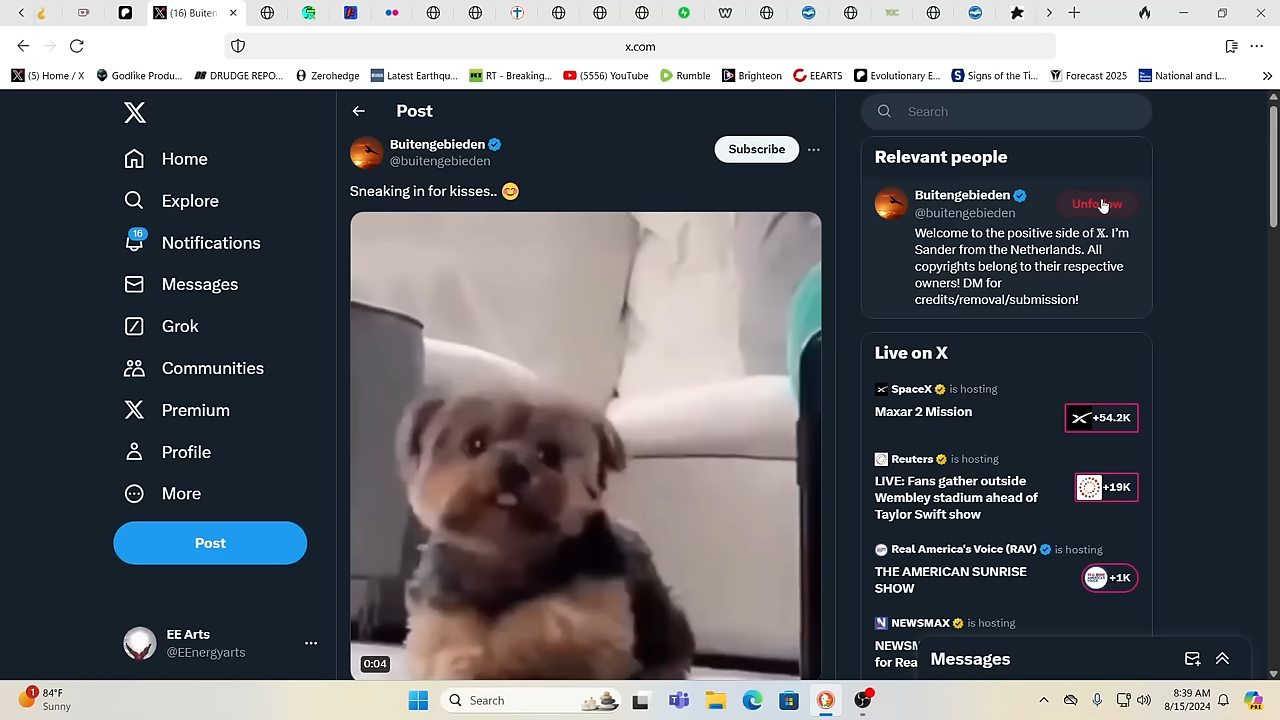 (16) Buiten
x.com
(5) Home / X
Godlike Produ...
DRUDGE REPO...
Zerohedge
Latest Earthqu...
RT - Breaking...
(5556) YouTube
Rumble
Brighteon
EEARTS
Evolutionary E...
Signs of the Ti...
Forecast 2025
National and L...
Home
Explore
16
Notifications
Messages
Grok
Communities
Premium
Profile
More
Post
EE Arts
@EEnergyarts
Post
Buitengebieden
@buitengebieden
Subscribe
Sneaking in for kisses.. 😊
0:04
Search
Relevant people
Buitengebieden
@buitengebieden
Unfollow
Welcome to the positive side of 𝕏. I'm
Sander from the Netherlands. All
copyrights belong to their respective
owners! DM for
credits/removal/submission!
Live on X
SpaceX is hosting
Maxar 2 Mission
+54.2K
Reuters is hosting
LIVE: Fans gather outside
Wembley stadium ahead of
Taylor Swift show
+19K
Real America's Voice (RAV) is hosting
THE AMERICAN SUNRISE
SHOW
+1K
NEWSMAX is hosting
NEWSM
for Rea
Messages
1
84°F
Sunny
Search
8:39 AM
8/15/2024